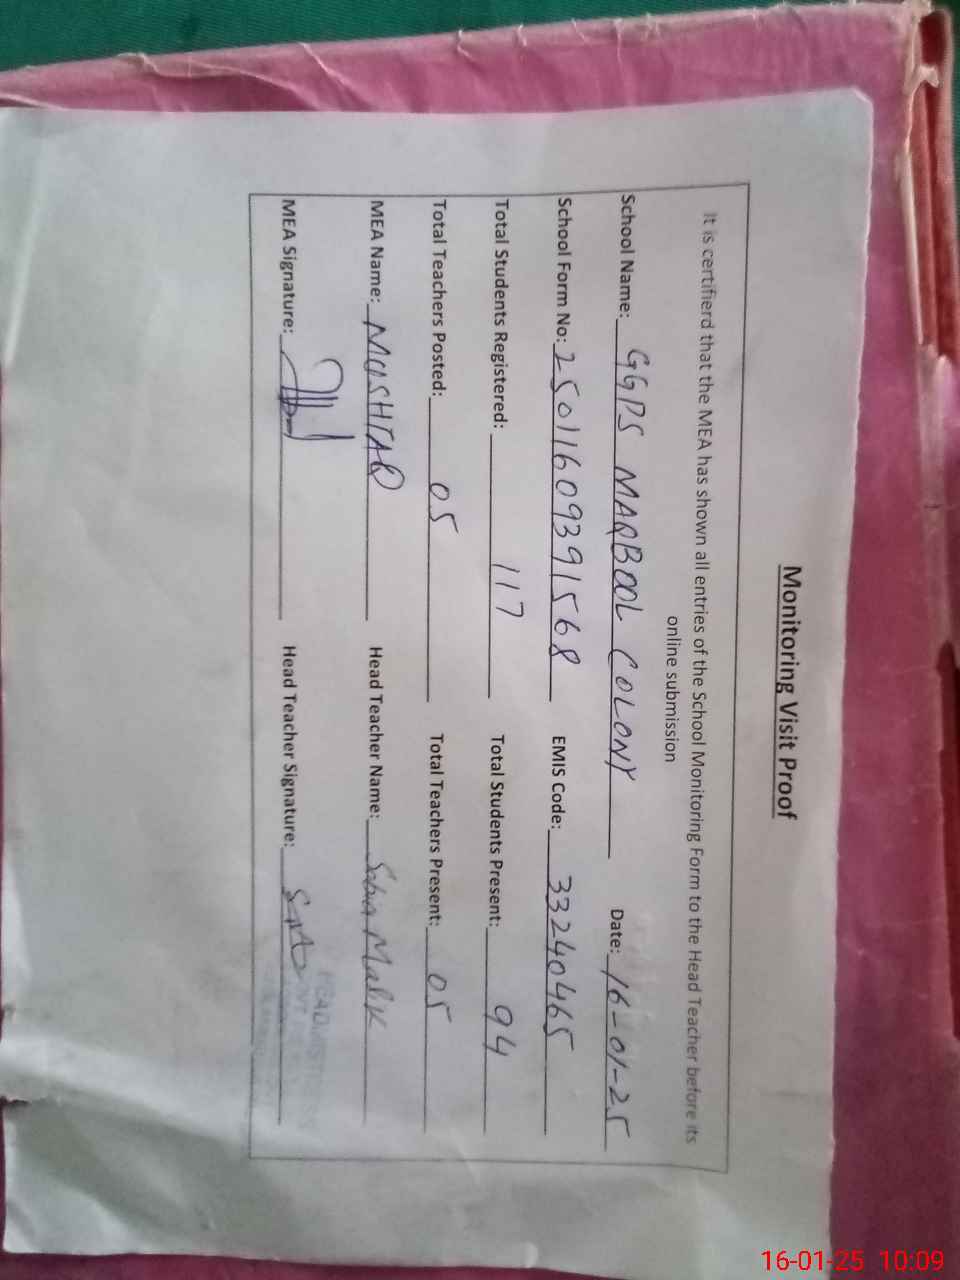 Monitoring Visit Proof
It is certifierd that the MEA has shown all entries of the School Monitoring Form to the Head Teacher before its
online submission
School Name: GGPS MAQBOOL COLONY Date: 16-01-25
School Form No: 25011609391568 EMIS Code: 33240465
Total Students Registered: 117 Total Students Present: 94
Total Teachers Posted: 05 Total Teachers Present: 05
MEA Name: MUSHTAQ Head Teacher Name: Sabia Malik
MEA Signature: Head Teacher Signature:
HEADMISTRESS
16-01-25 10:09